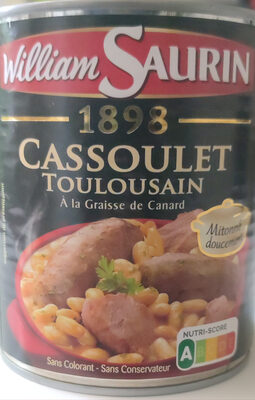 William SAURIN
1898
CASSOULET
TOULOUSAIN
À la Graisse de Canard
Mitonné
doucement
NUTRI-SCORE
A
Sans Colorant - Sans Conservateur